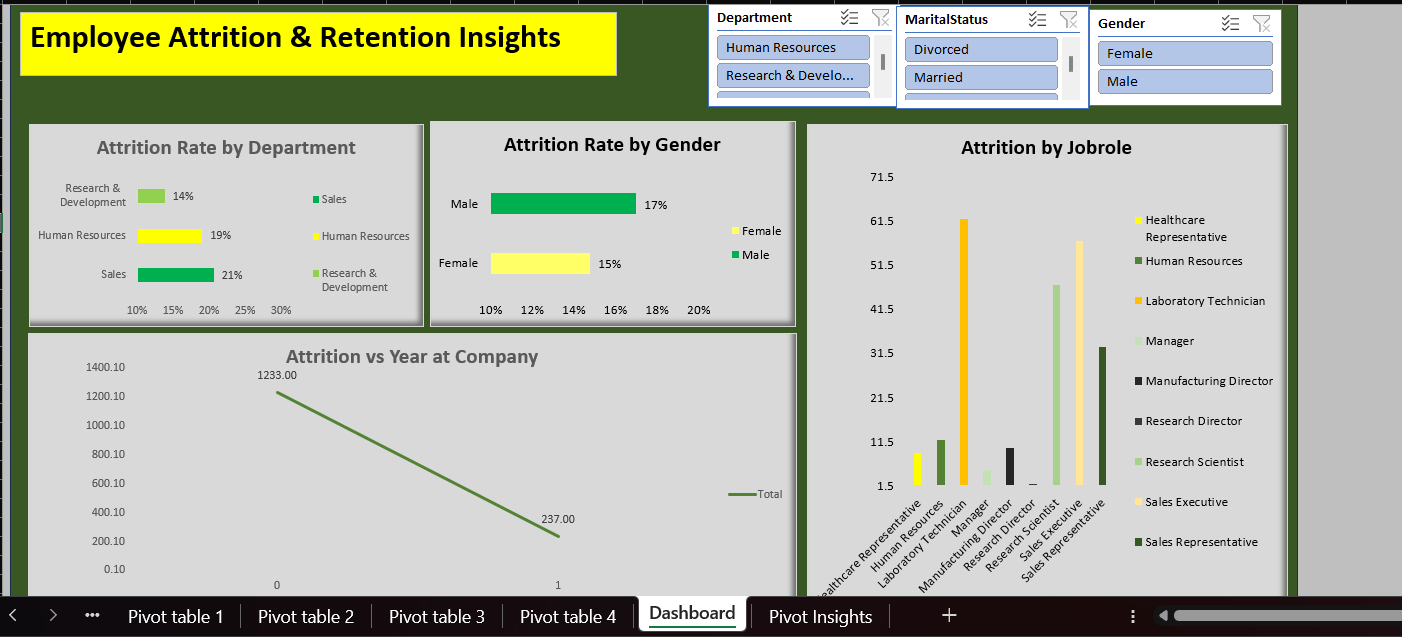 Employee Attrition & Retention Insights
Department
Human Resources
Research & Develo...
MaritalStatus
Divorced
Married
Gender
Female
Male
Attrition Rate by Department
Research &
Development
14%
Human Resources
19%
Sales
21%
10% 15% 20% 25% 30%
Sales
Human Resources
Research &
Development
Attrition Rate by Gender
Male
17%
Female
15%
10% 12% 14% 16% 18% 20%
Female
Male
Attrition by Jobrole
71.5
61.5
51.5
41.5
31.5
21.5
11.5
1.5
Healthcare Representative
Human Resources
Laboratory Technician
Manager
Manufacturing Director
Research Director
Research Scientist
Sales Executive
Sales Representative
Healthcare
Representative
Human Resources
Laboratory Technician
Manager
Manufacturing Director
Research Director
Research Scientist
Sales Executive
Sales Representative
Attrition vs Year at Company
1400.10
1200.10
1000.10
800.10
600.10
400.10
200.10
0.10
1233.00
237.00
0 1
Total
Pivot table 1 Pivot table 2 Pivot table 3 Pivot table 4 Dashboard Pivot Insights